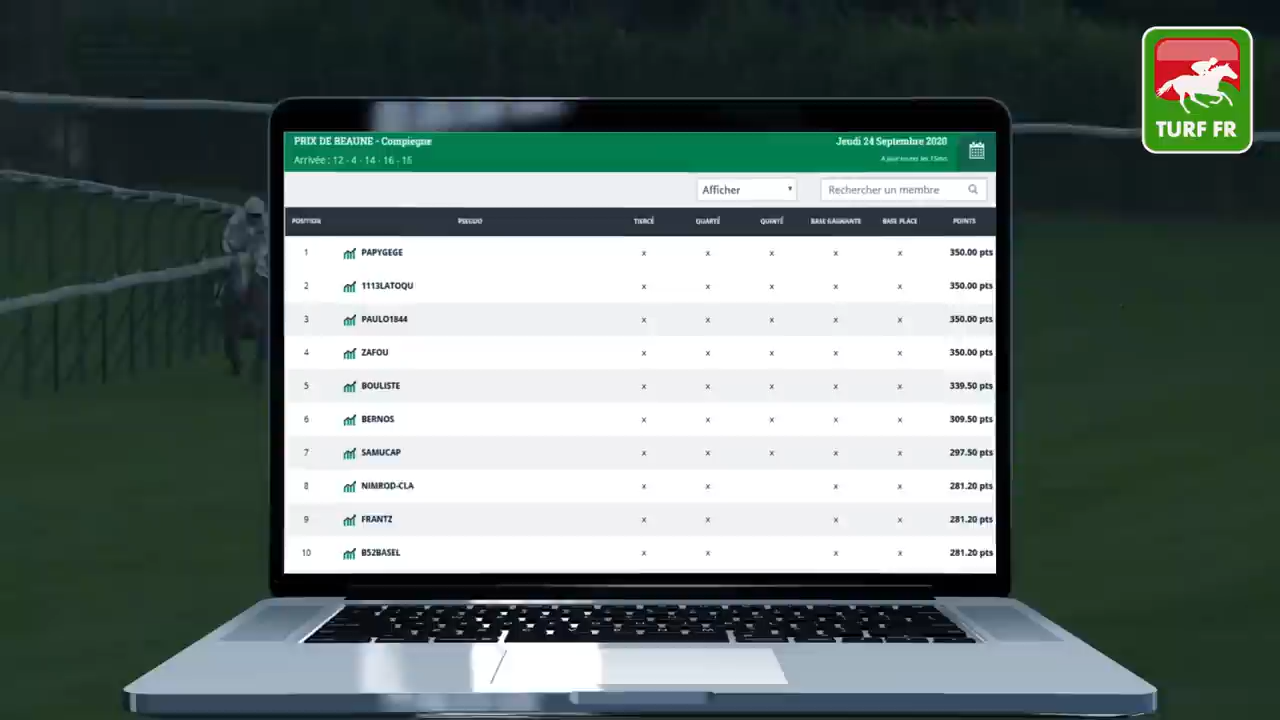 TURF FR
PRIX DE BEAUNE - Compiegne
Jeudi 24 Septembre 2020
Arrivée : 12 - 4 - 14 - 16 - 15
A jour toutes les 15mn
Afficher
Rechercher un membre
POSITION PSEUDO TIERCÉ QUARTÉ QUINTÉ BASE GAGNANTE BASE PLACE POINTS
1 PAPYGEGE x x x x x 350.00 pts
2 1113LATOQU x x x x x 350.00 pts
3 PAULO1844 x x x x x 350.00 pts
4 ZAFOU x x x x x 350.00 pts
5 BOULISTE x x x x x 339.50 pts
6 BERNOS x x x x x 309.50 pts
7 SAMUCAP x x x x x 297.50 pts
8 NIMROD-CLA x x x x 281.20 pts
9 FRANTZ x x x x 281.20 pts
10 B52BASEL x x x x 281.20 pts